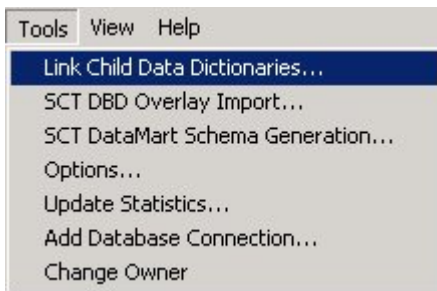 Tools View Help
Link Child Data Dictionaries...
SCT DBD Overlay Import...
SCT DataMart Schema Generation...
Options...
Update Statistics...
Add Database Connection...
Change Owner